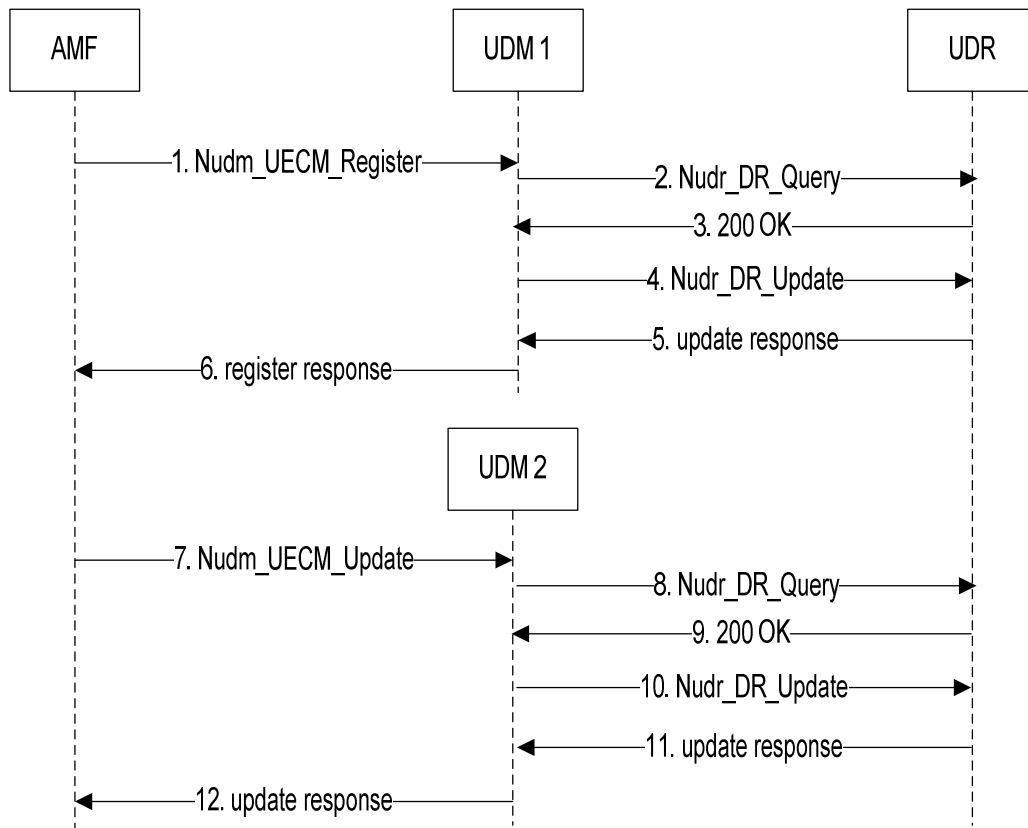 AMF
UDM 1
UDR
1. Nudm_UECM_Register
2. Nudr_DR_Query
3. 200 OK
4. Nudr_DR_Update
5. update response
6. register response
UDM 2
7. Nudm_UECM_Update
8. Nudr_DR_Query
9. 200 OK
10. Nudr_DR_Update
11. update response
12. update response